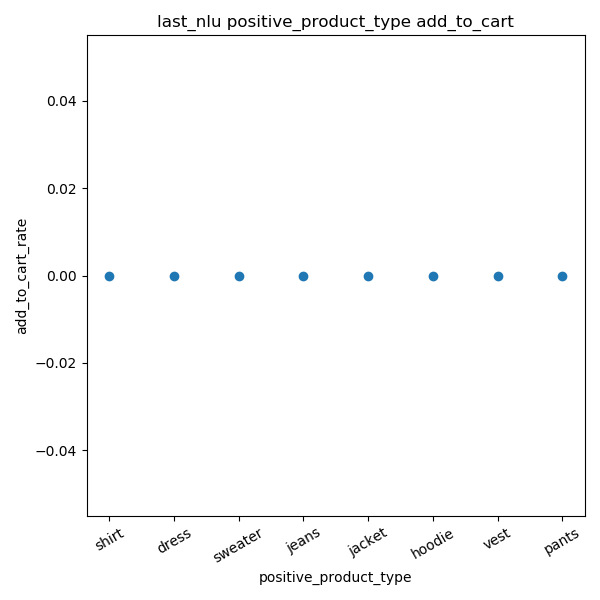 last_nlu positive_product_type add_to_cart
0.04
0.02
0.00
−0.02
−0.04
add_to_cart_rate
shirt
dress
sweater
jeans
jacket
hoodie
vest
pants
positive_product_type